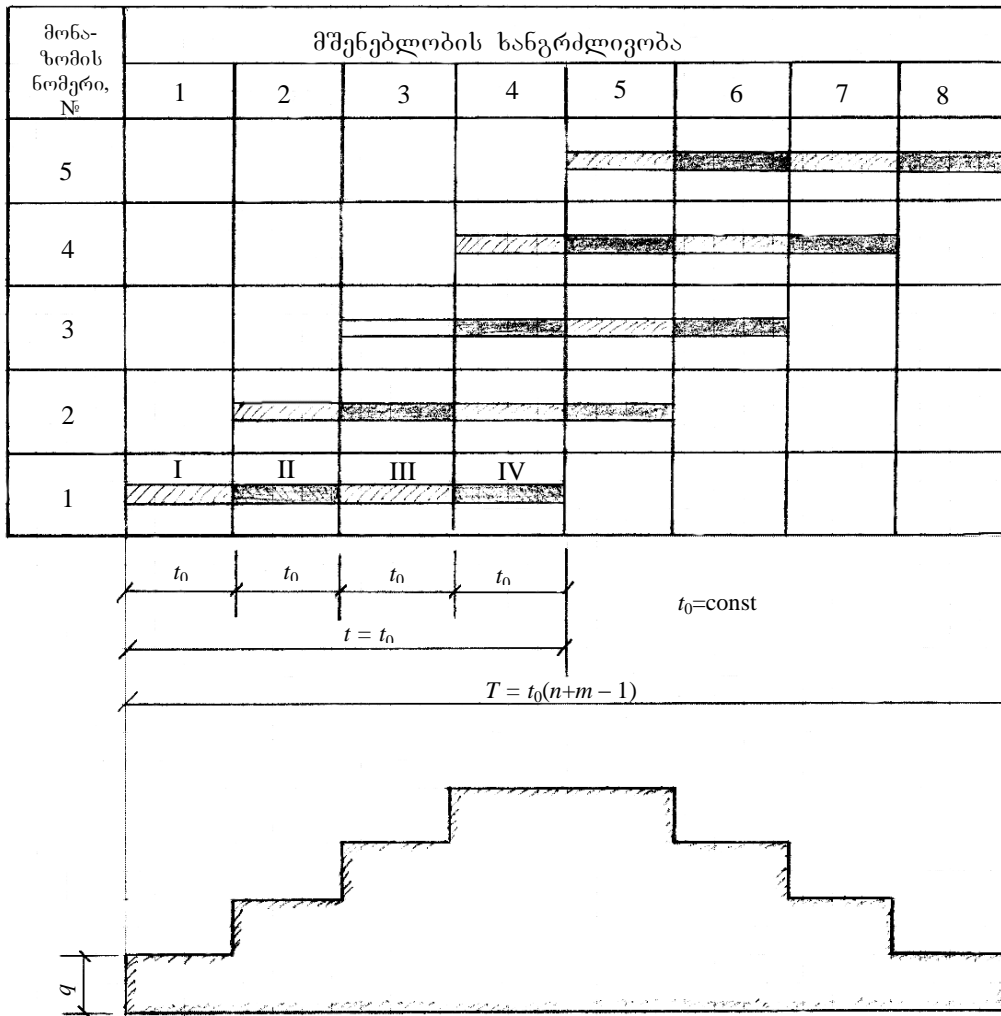 მონა-
ზომის
ნომერი,
№
მშენებლობის ხანგრძლივობა
1 2 3 4 5 6 7 8
5
4
3
2
1
I II III IV
t₀ t₀ t₀ t₀
t₀=const
t = t₀
T = t₀(n+m – 1)
q